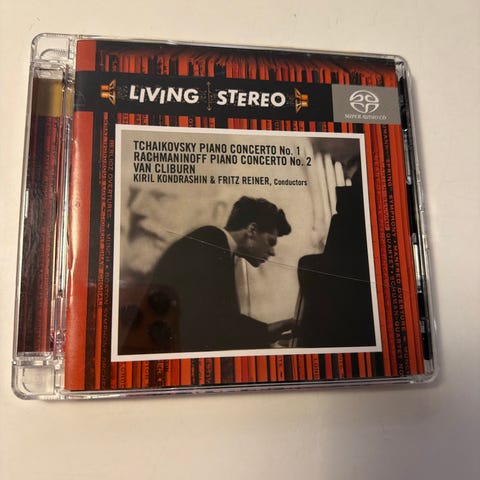 LIVING STEREO
SUPER AUDIO CD
TCHAIKOVSKY PIANO CONCERTO No. 1
RACHMANINOFF PIANO CONCERTO No. 2
VAN CLIBURN
KIRIL KONDRASHIN & FRITZ REINER, Conductors